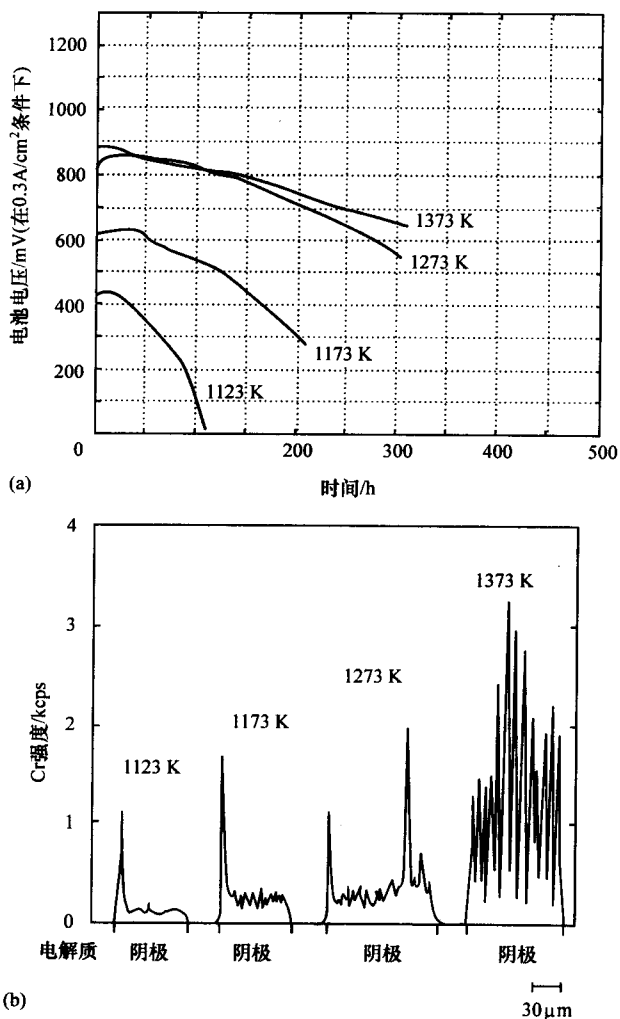 1200
1000
800
600
400
200
0
200
300
400
500
1373 K
1273 K
1173 K
1123 K
电池电压/mV(在0.3A/cm²条件下)
时间/h
(a)
4
3
2
1
0
Cr强度/kcps
1373 K
1273 K
1173 K
1123 K
电解质 阴极 阴极 阴极 阴极
(b)
30μm